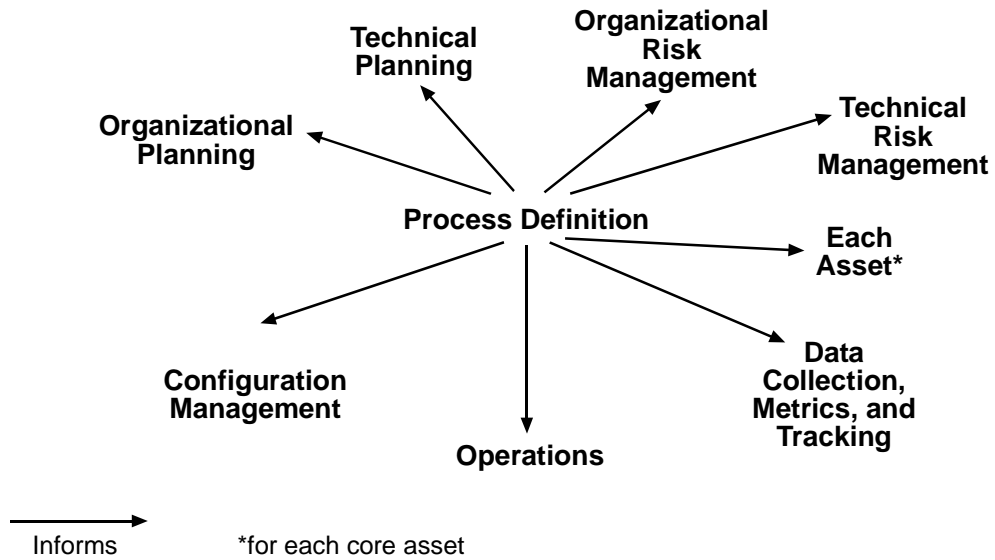 Technical
Planning
Organizational
Risk
Management
Technical
Risk
Management
Organizational
Planning
Process Definition
Each
Asset*
Configuration
Management
Data
Collection,
Metrics, and
Tracking
Operations
Informs
*for each core asset